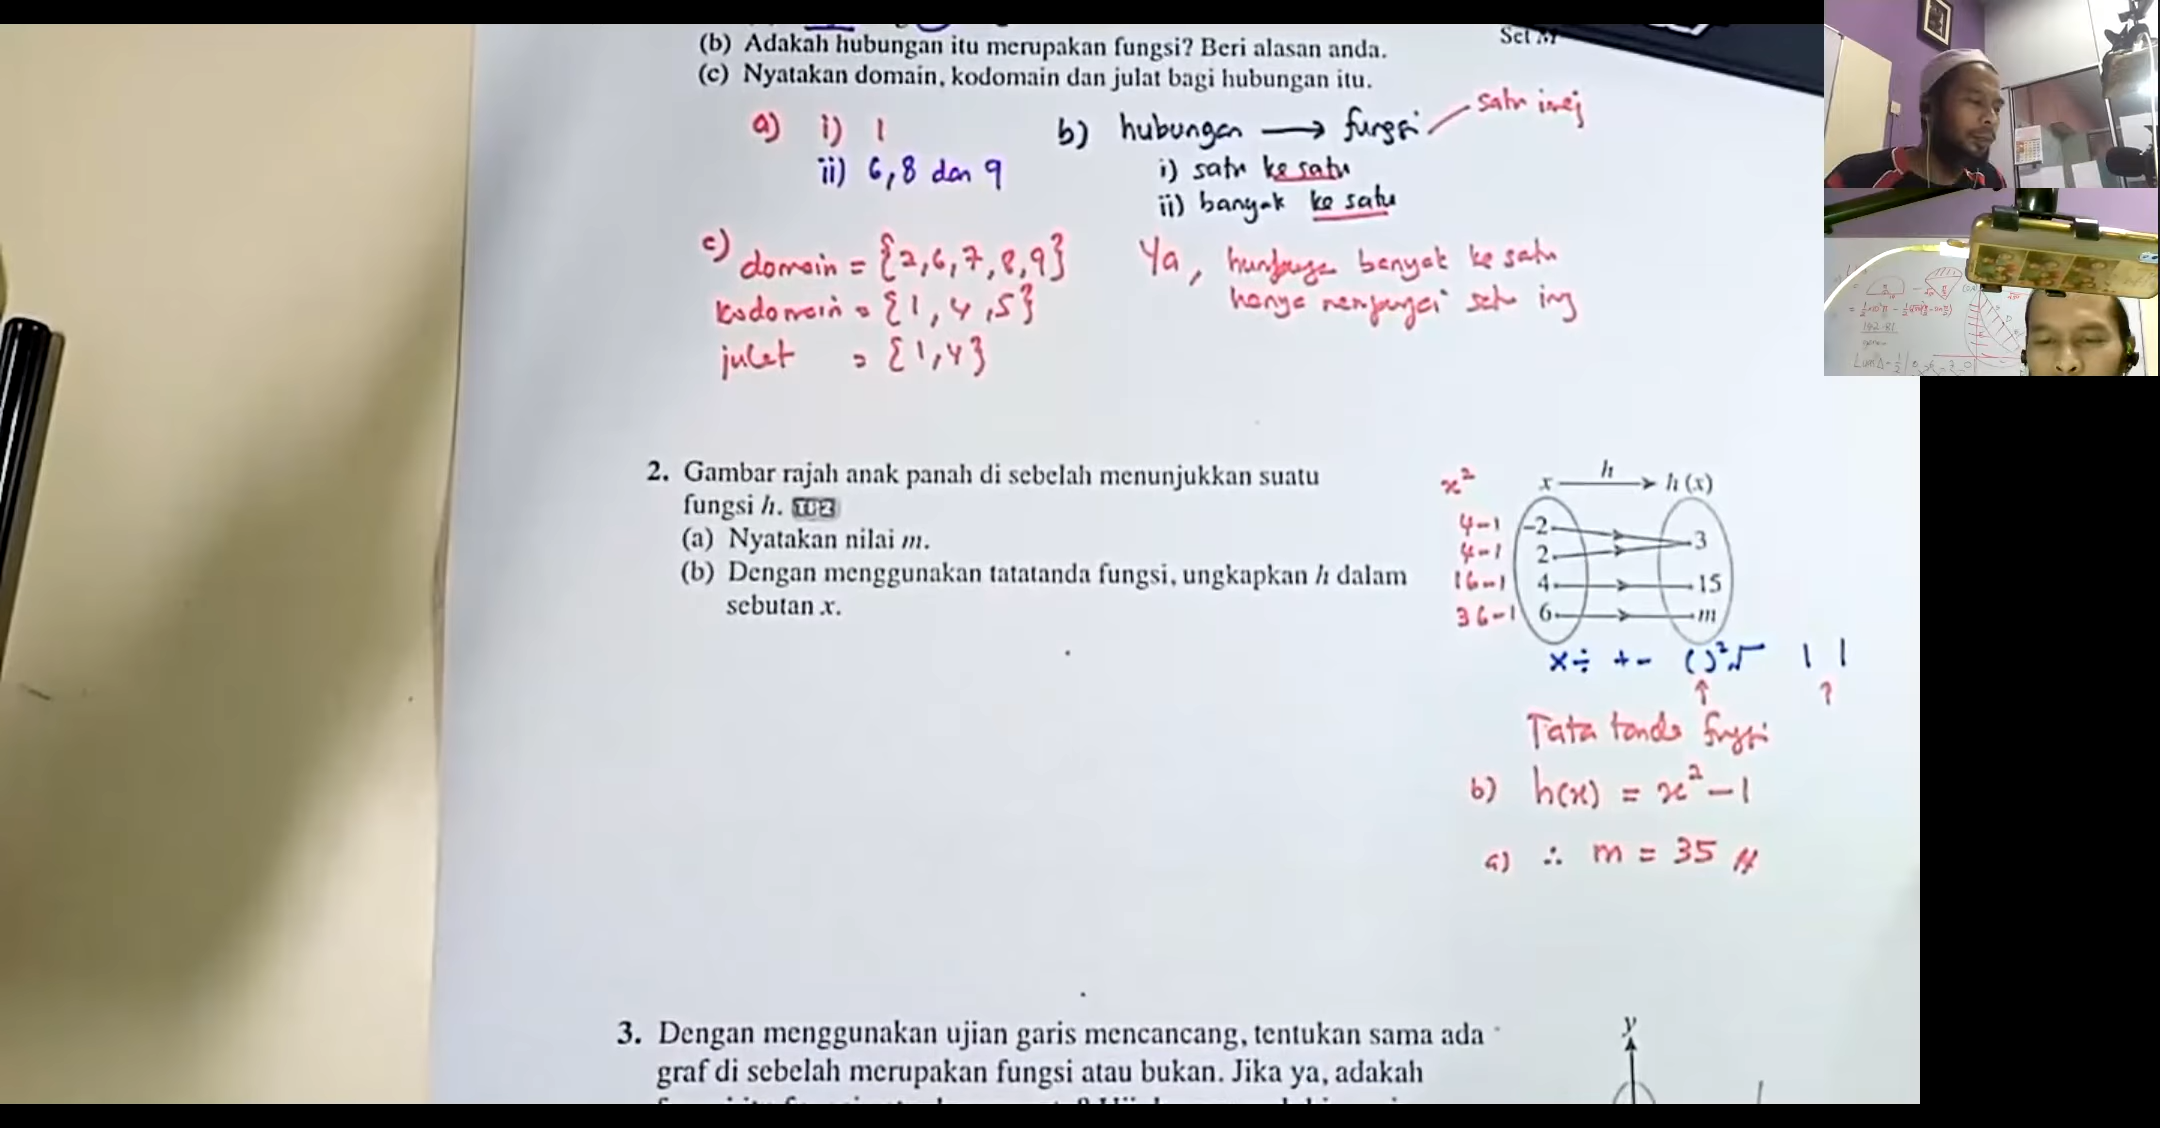 (b) Adakah hubungan itu merupakan fungsi? Beri alasan anda.
(c) Nyatakan domain, kodomain dan julat bagi hubungan itu.
a) i) 1
ii) 6, 8 dan 9
b) hubungan → fungsi satu imej
i) satu ke satu
ii) banyak ke satu
c) domain = {2, 6, 7, 8, 9}
kodomain = {1, 4, 5}
julat = {1, 4}
Ya, banyak ke satu
hanya mempunyai satu
2. Gambar rajah anak panah di sebelah menunjukkan suatu
fungsi h. TP2
(a) Nyatakan nilai m.
(b) Dengan menggunakan tatatanda fungsi, ungkapkan h dalam
sebutan x.
x² x h h(x)
4-1 -2 3
4-1 2
16-1 4 15
36-1 6 m
× ÷ + - ( )² √ | |
↑ ?
Tata tanda fungsi
b) h(x) = x² - 1
a) ∴ m = 35 //
3. Dengan menggunakan ujian garis mencancang, tentukan sama ada
graf di sebelah merupakan fungsi atau bukan. Jika ya, adakah
y